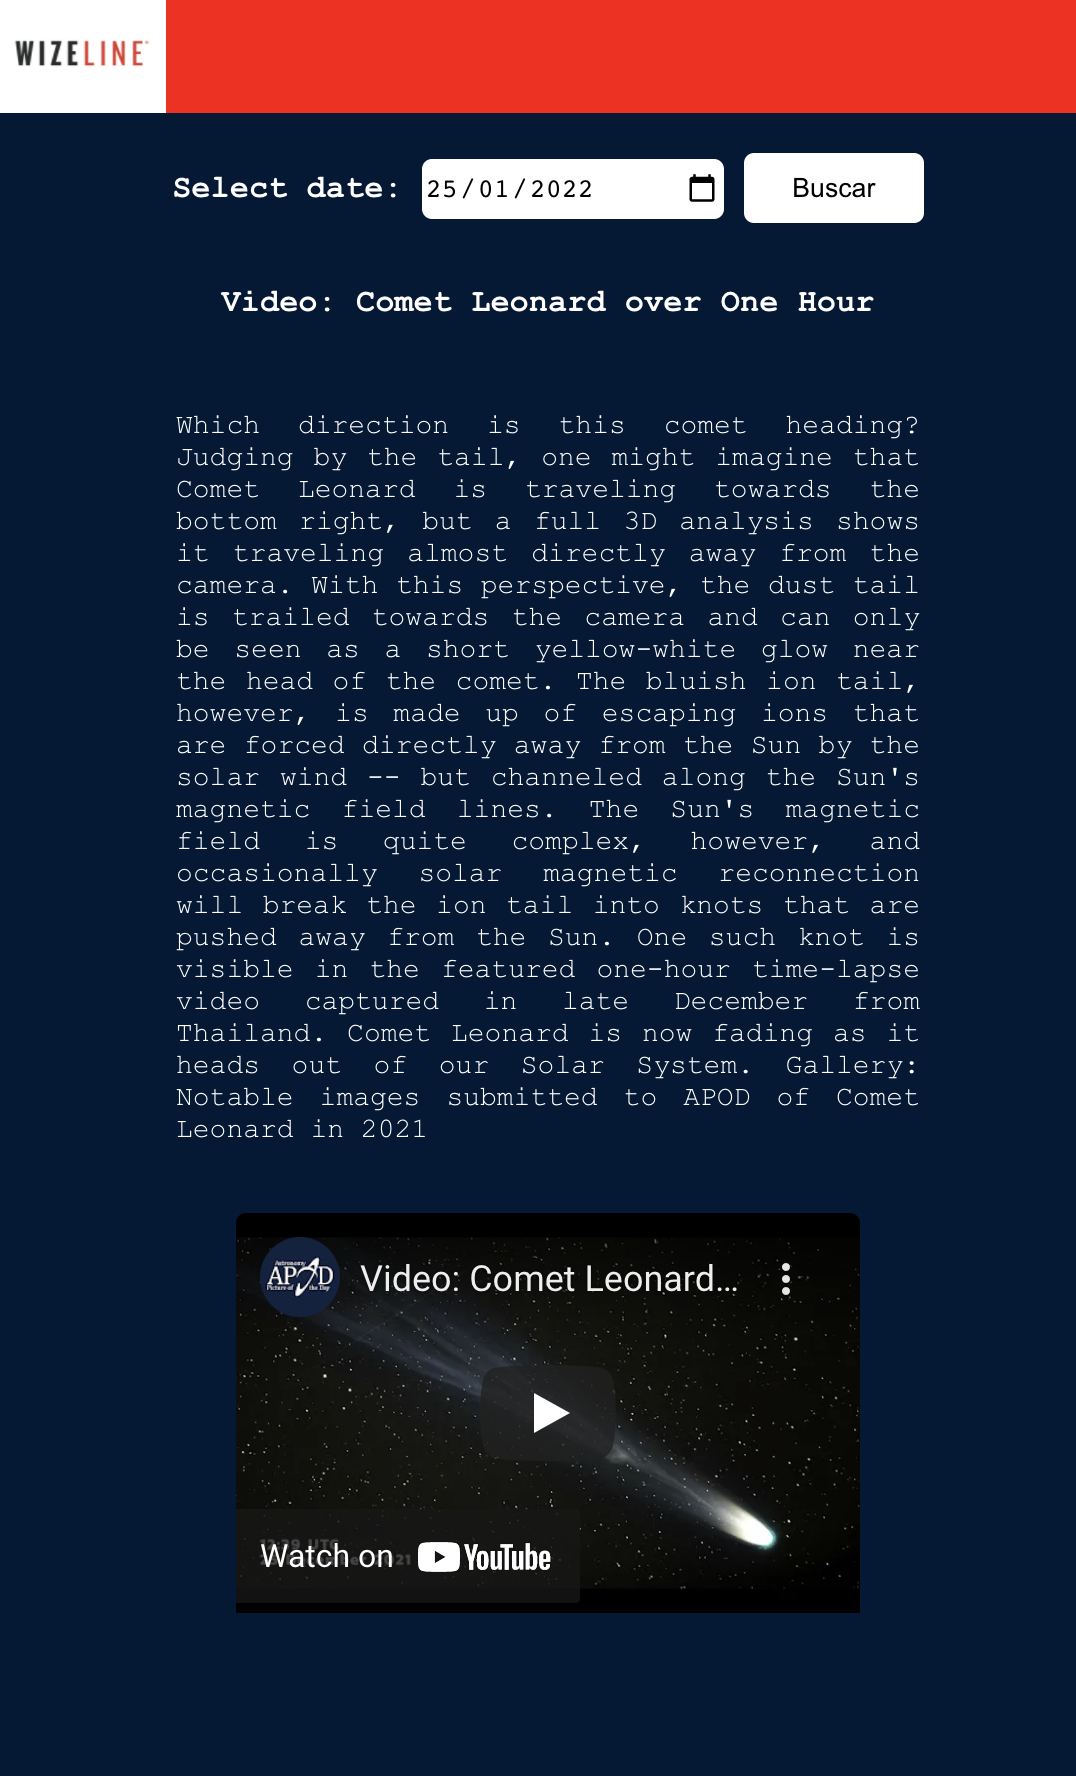 WIZELINE
Select date: 25/01/2022 Buscar
Video: Comet Leonard over One Hour
Which direction is this comet heading?
Judging by the tail, one might imagine that
Comet Leonard is traveling towards the
bottom right, but a full 3D analysis shows
it traveling almost directly away from the
camera. With this perspective, the dust tail
is trailed towards the camera and can only
be seen as a short yellow-white glow near
the head of the comet. The bluish ion tail,
however, is made up of escaping ions that
are forced directly away from the Sun by the
solar wind -- but channeled along the Sun's
magnetic field lines. The Sun's magnetic
field is quite complex, however, and
occasionally solar magnetic reconnection
will break the ion tail into knots that are
pushed away from the Sun. One such knot is
visible in the featured one-hour time-lapse
video captured in late December from
Thailand. Comet Leonard is now fading as it
heads out of our Solar System. Gallery:
Notable images submitted to APOD of Comet
Leonard in 2021
Astronomy
APOD
Picture of the Day
Video: Comet Leonard...
Watch on YouTube